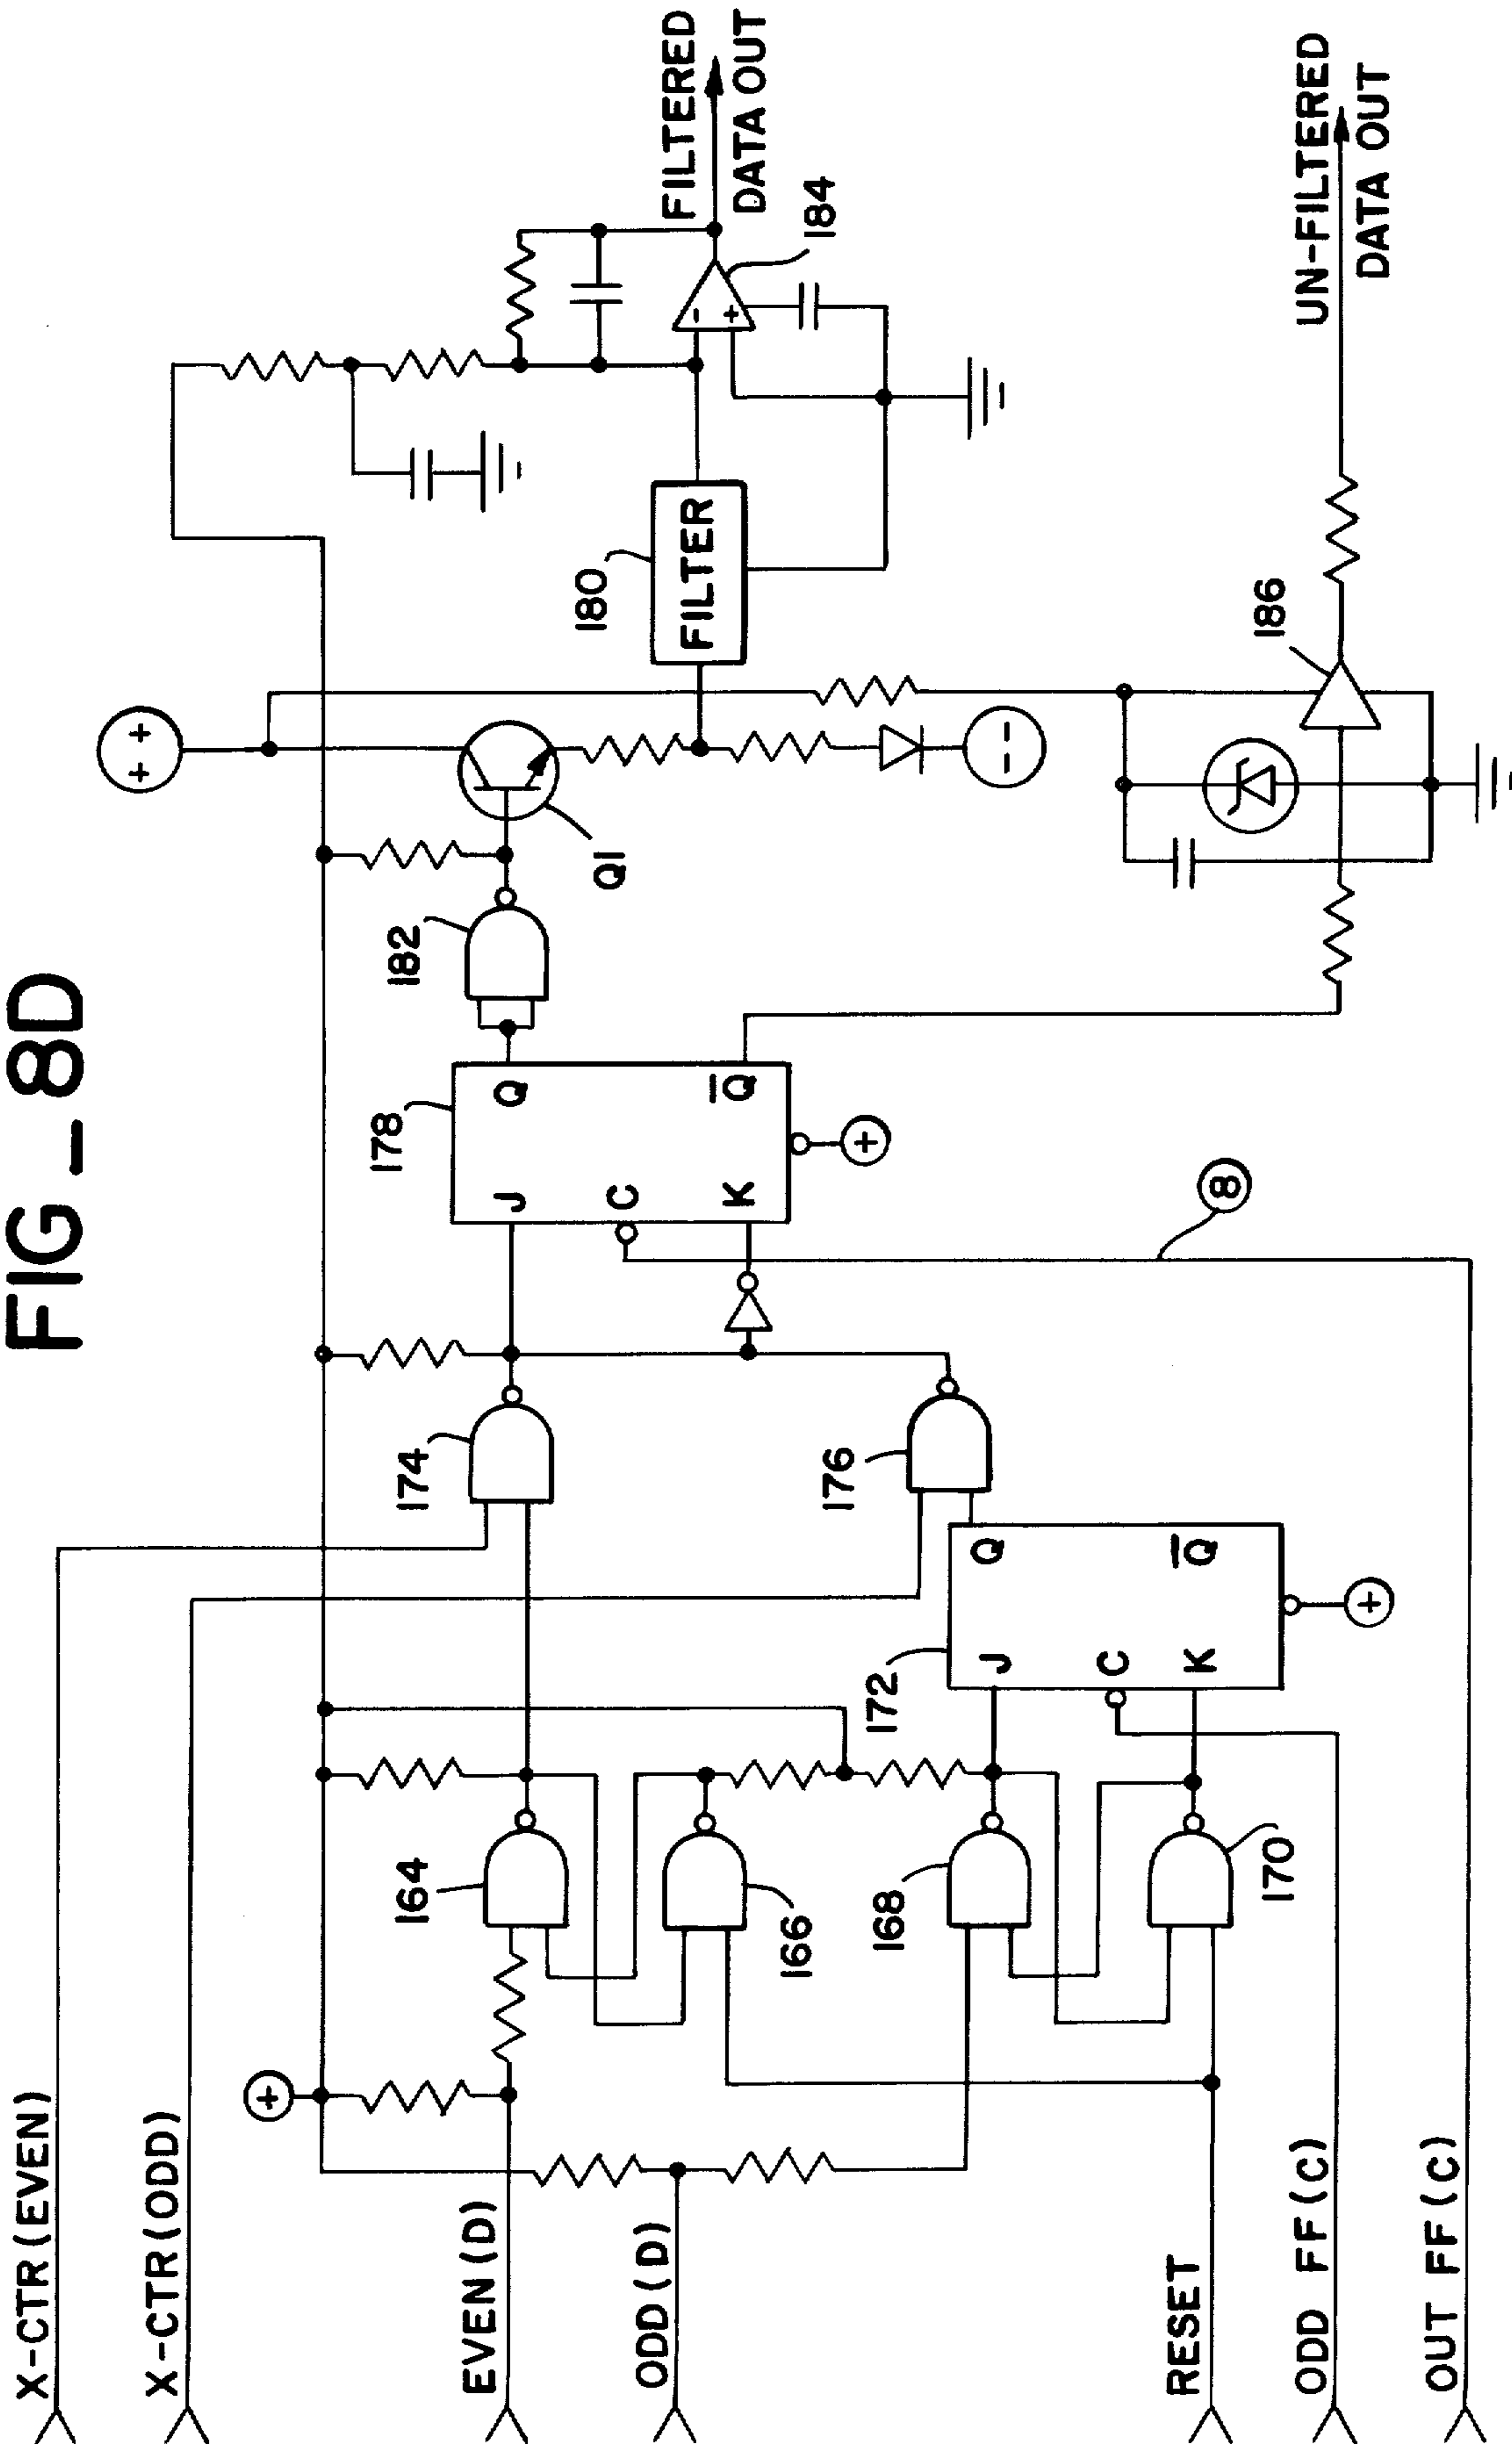 FIG_8D
X-CTR(EVEN)
X-CTR(ODD)
EVEN(D)
ODD(D)
RESET
ODD FF(C)
OUT FF(C)
+
164
166
168
170
172
J
C
K
Q
Q̅
+
174
176
178
J
C
K
Q
Q̅
+
8
182
Q1
+ +
- -
180
FILTER
-
+
184
FILTERED
DATA OUT
186
UN-FILTERED
DATA OUT